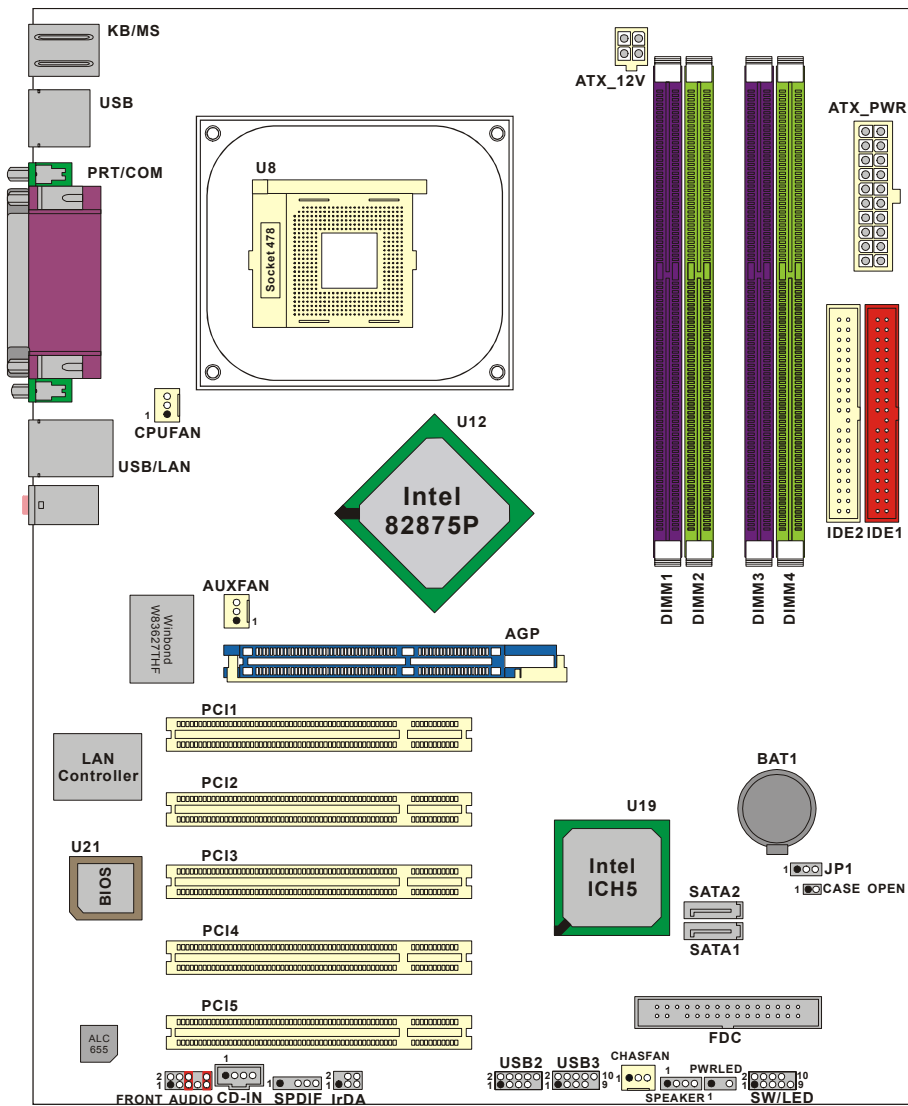 KB/MS
ATX_12V
USB
ATX_PWR
PRT/COM
U8
Socket 478
1
CPUFAN
U12
USB/LAN
Intel
82875P
IDE2 IDE1
DIMM1
DIMM2
DIMM3
DIMM4
AUXFAN
1
Winbond
W83627THF
AGP
PCI1
LAN
Controller
BAT1
PCI2
U19
U21
BIOS
PCI3
Intel
ICH5
1 JP1
1 CASE OPEN
SATA2
SATA1
PCI4
PCI5
ALC
655
FDC
2
1
FRONT AUDIO
1
CD-IN
1
SPDIF
2
1
IrDA
USB2
2
1
USB3
2 10
1 9
CHASFAN
1
1
SPEAKER
PWRLED
1
2 10
1 9
SW/LED